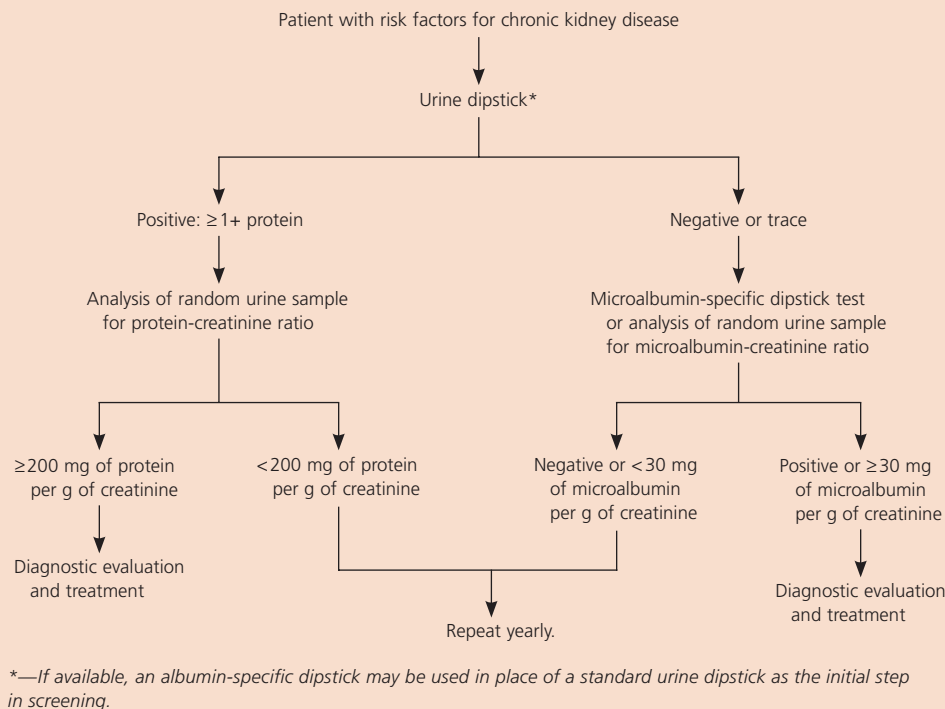 Patient with risk factors for chronic kidney disease
Urine dipstick*
Positive: ≥1+ protein
Negative or trace
Analysis of random urine sample
for protein-creatinine ratio
Microalbumin-specific dipstick test
or analysis of random urine sample
for microalbumin-creatinine ratio
≥200 mg of protein
per g of creatinine
<200 mg of protein
per g of creatinine
Negative or <30 mg
of microalbumin
per g of creatinine
Positive or ≥30 mg
of microalbumin
per g of creatinine
Diagnostic evaluation
and treatment
Diagnostic evaluation
and treatment
Repeat yearly.
*—If available, an albumin-specific dipstick may be used in place of a standard urine dipstick as the initial step
in screening.